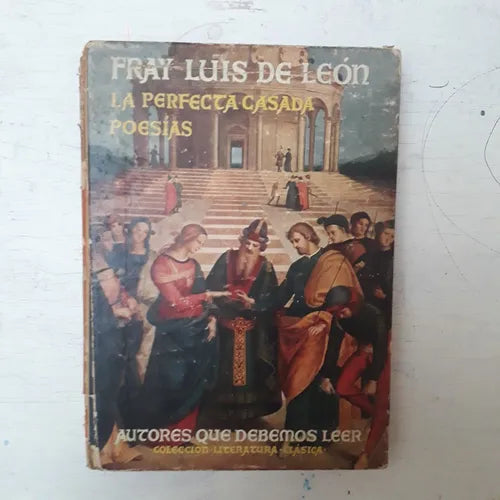 FRAY LUIS DE LEÓN
LA PERFECTA CASADA
POESÍAS
AUTORES QUE DEBEMOS LEER
COLECCIÓN·LITERATURA·CLÁSICA·